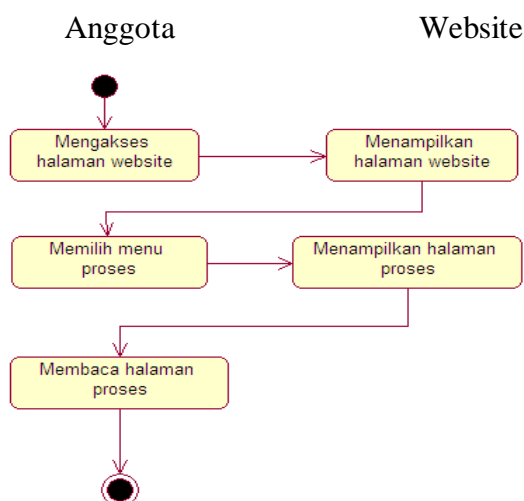 Anggota
Website
Mengakses
halaman website
Menampilkan
halaman website
Memilih menu
proses
Menampilkan halaman
proses
Membaca halaman
proses